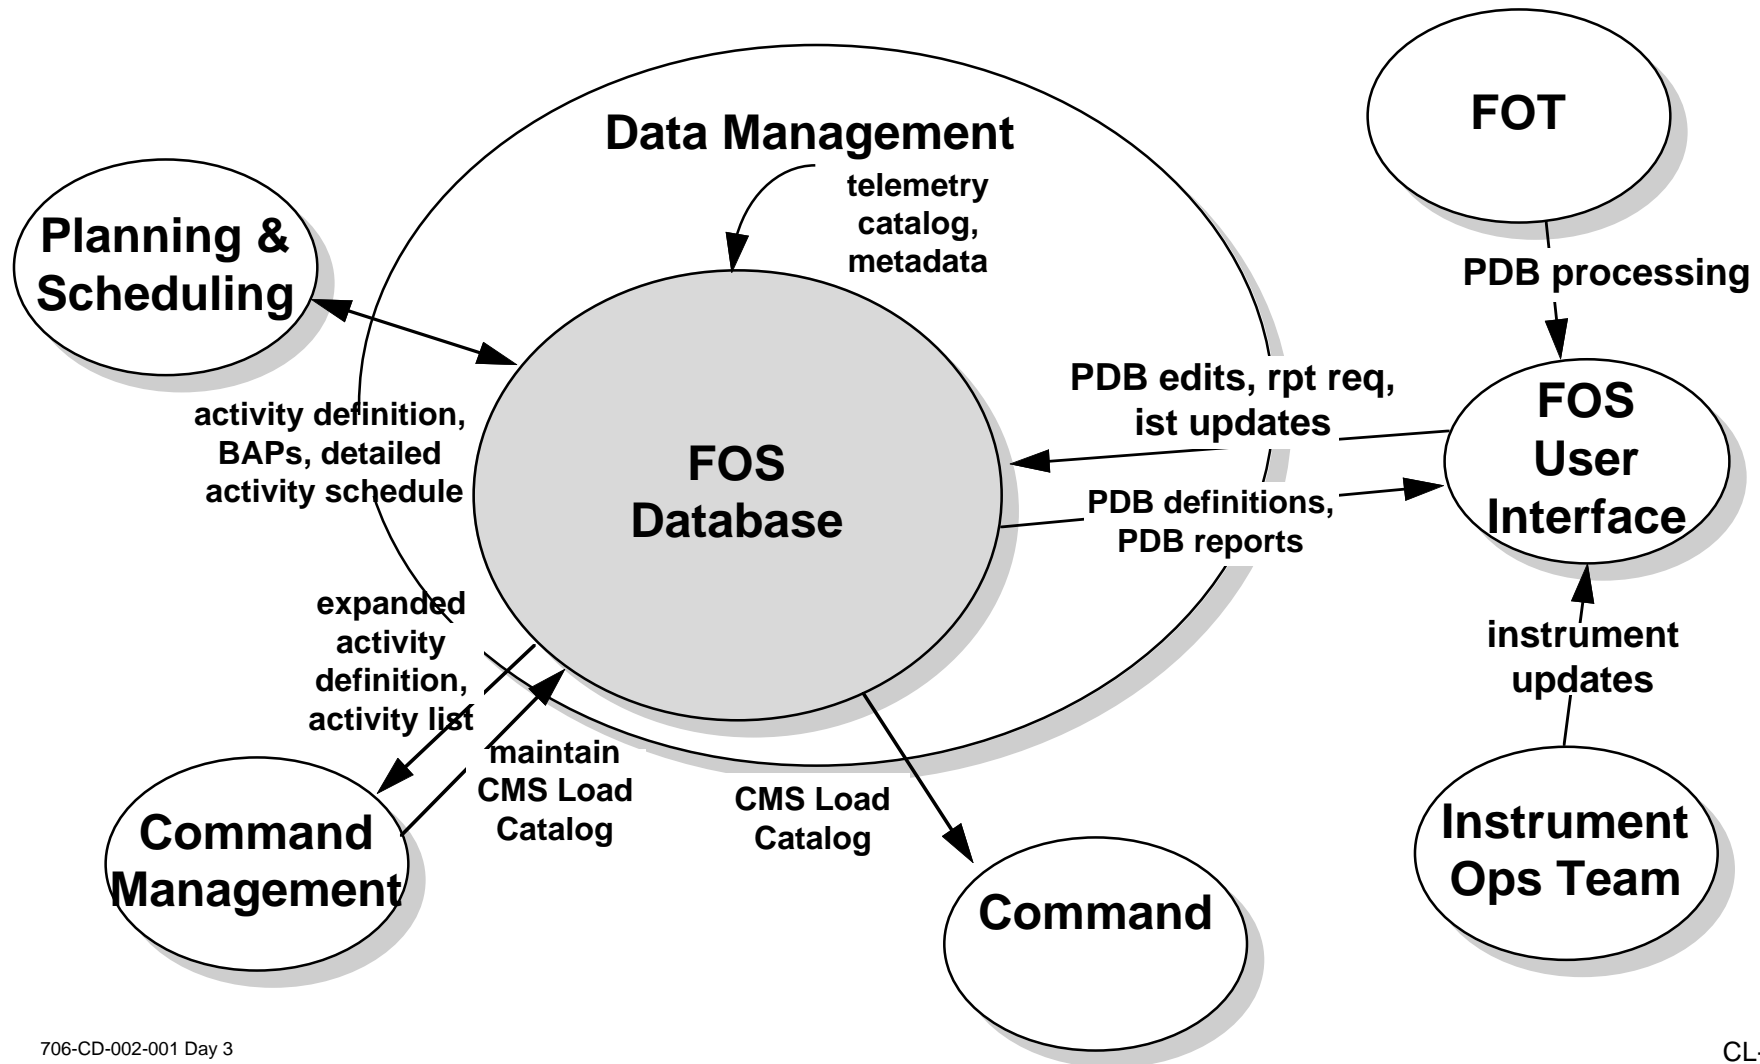 FOT
Data Management
telemetry
catalog,
metadata
Planning &
Scheduling
PDB processing
PDB edits, rpt req,
ist updates
activity definition,
BAPs, detailed
activity schedule
FOS
Database
FOS
User
Interface
PDB definitions,
PDB reports
expanded
activity
definition,
activity list
instrument
updates
maintain
CMS Load
Catalog
CMS Load
Catalog
Command
Management
Command
Instrument
Ops Team
706-CD-002-001 Day 3
CL